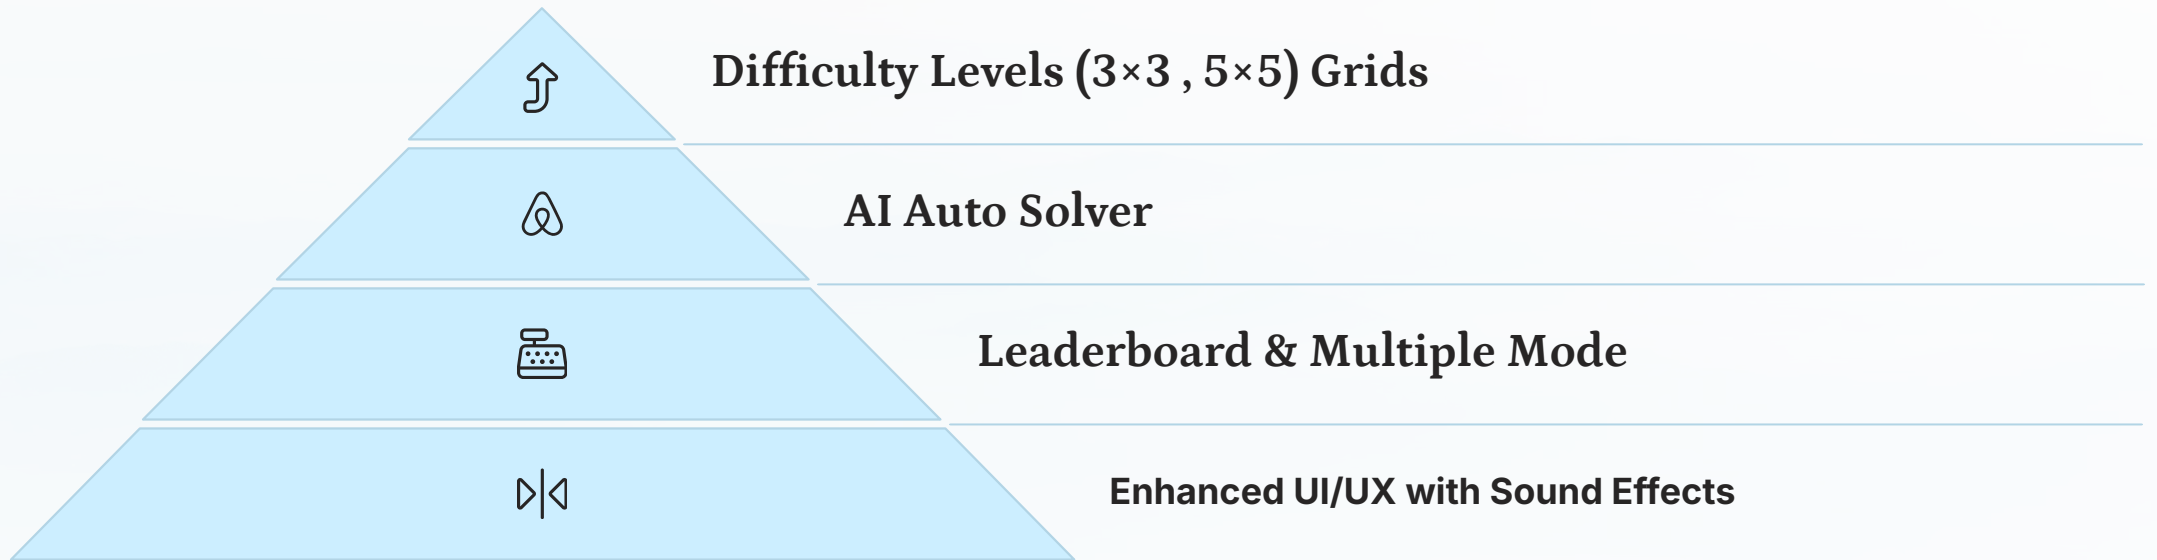 Difficulty Levels (3×3 , 5×5) Grids
AI Auto Solver
Leaderboard & Multiple Mode
Enhanced UI/UX with Sound Effects